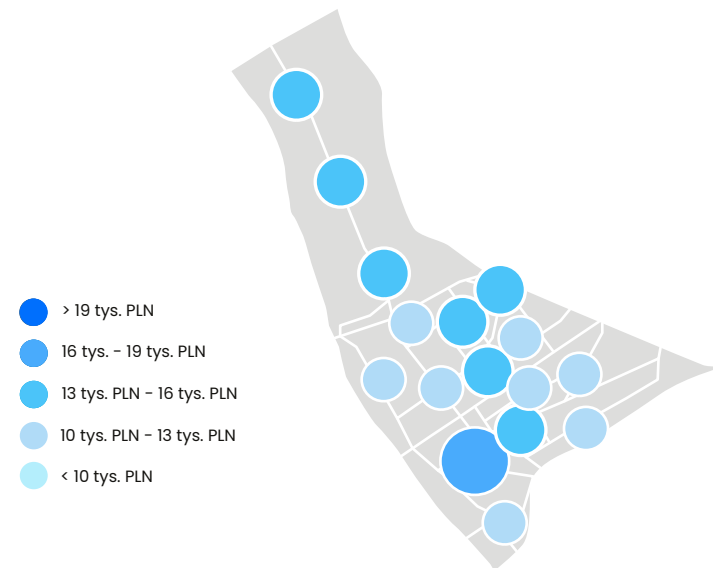 > 19 tys. PLN
16 tys. - 19 tys. PLN
13 tys. PLN - 16 tys. PLN
10 tys. PLN - 13 tys. PLN
< 10 tys. PLN